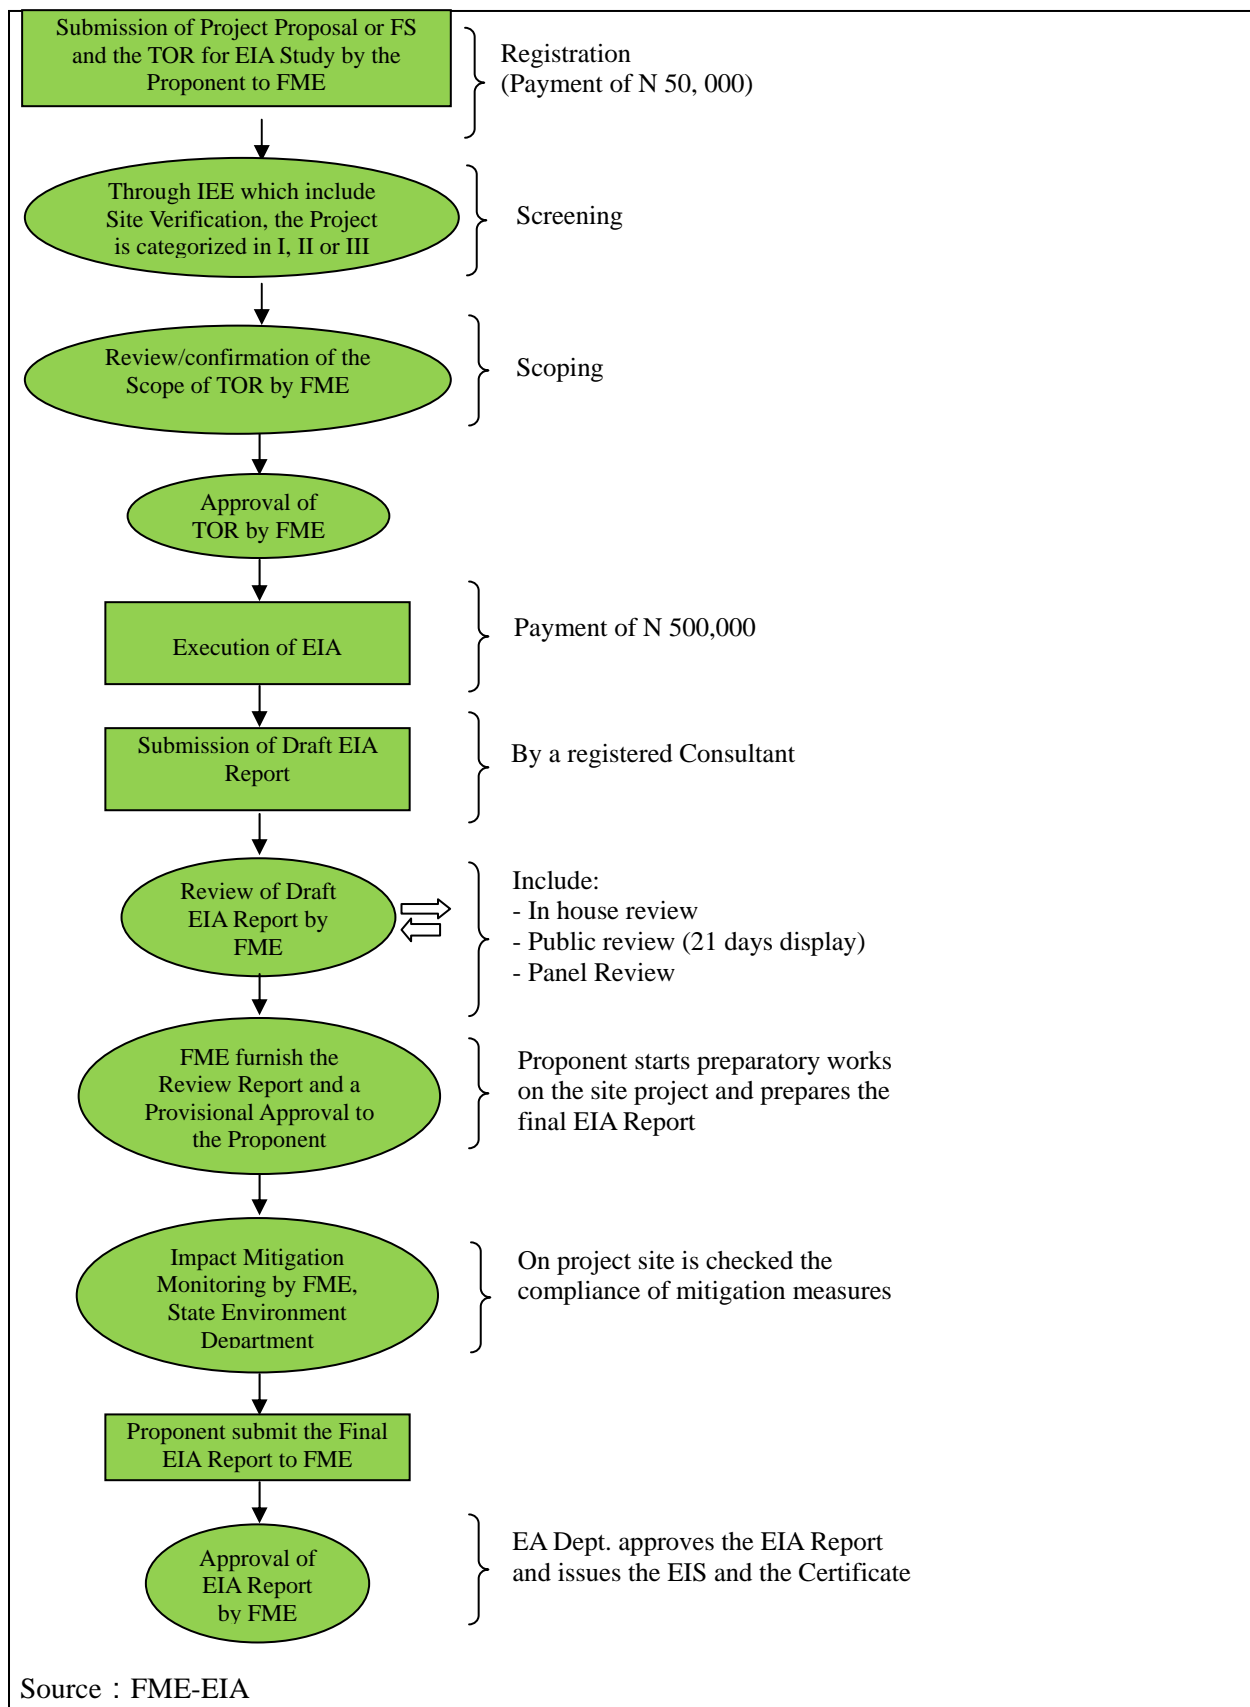 Submission of Project Proposal or FS
and the TOR for EIA Study by the
Proponent to FME
Registration
(Payment of N 50, 000)
Through IEE which include
Site Verification, the Project
is categorized in I, II or III
Screening
Review/confirmation of the
Scope of TOR by FME
Scoping
Approval of
TOR by FME
Execution of EIA
Payment of N 500,000
Submission of Draft EIA
Report
By a registered Consultant
Review of Draft
EIA Report by
FME
Include:
- In house review
- Public review (21 days display)
- Panel Review
FME furnish the
Review Report and a
Provisional Approval to
the Proponent
Proponent starts preparatory works
on the site project and prepares the
final EIA Report
Impact Mitigation
Monitoring by FME,
State Environment
Department
On project site is checked the
compliance of mitigation measures
Proponent submit the Final
EIA Report to FME
Approval of
EIA Report
by FME
EA Dept. approves the EIA Report
and issues the EIS and the Certificate
Source : FME-EIA